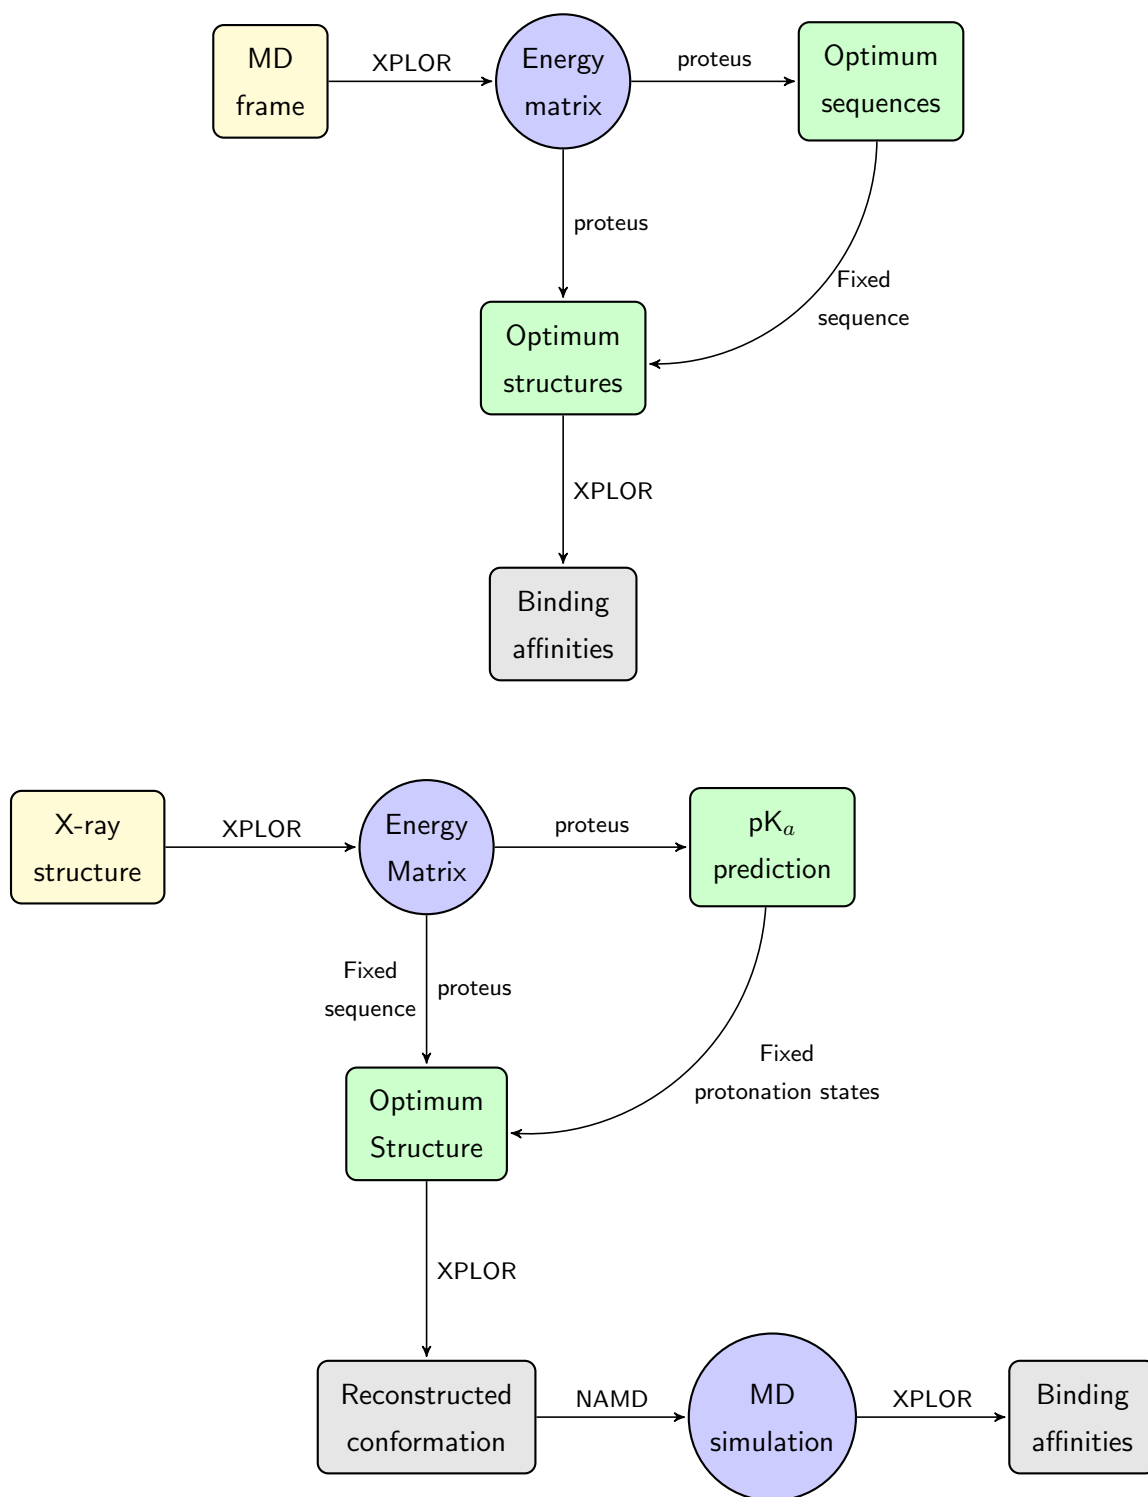 MD
frame
XPLOR
Energy
matrix
proteus
Optimum
sequences
proteus
Fixed
sequence
Optimum
structures
XPLOR
Binding
affinities
X-ray
structure
XPLOR
Energy
Matrix
proteus
pKₐ
prediction
Fixed
sequence
proteus
Fixed
protonation states
Optimum
Structure
XPLOR
Reconstructed
conformation
NAMD
MD
simulation
XPLOR
Binding
affinities